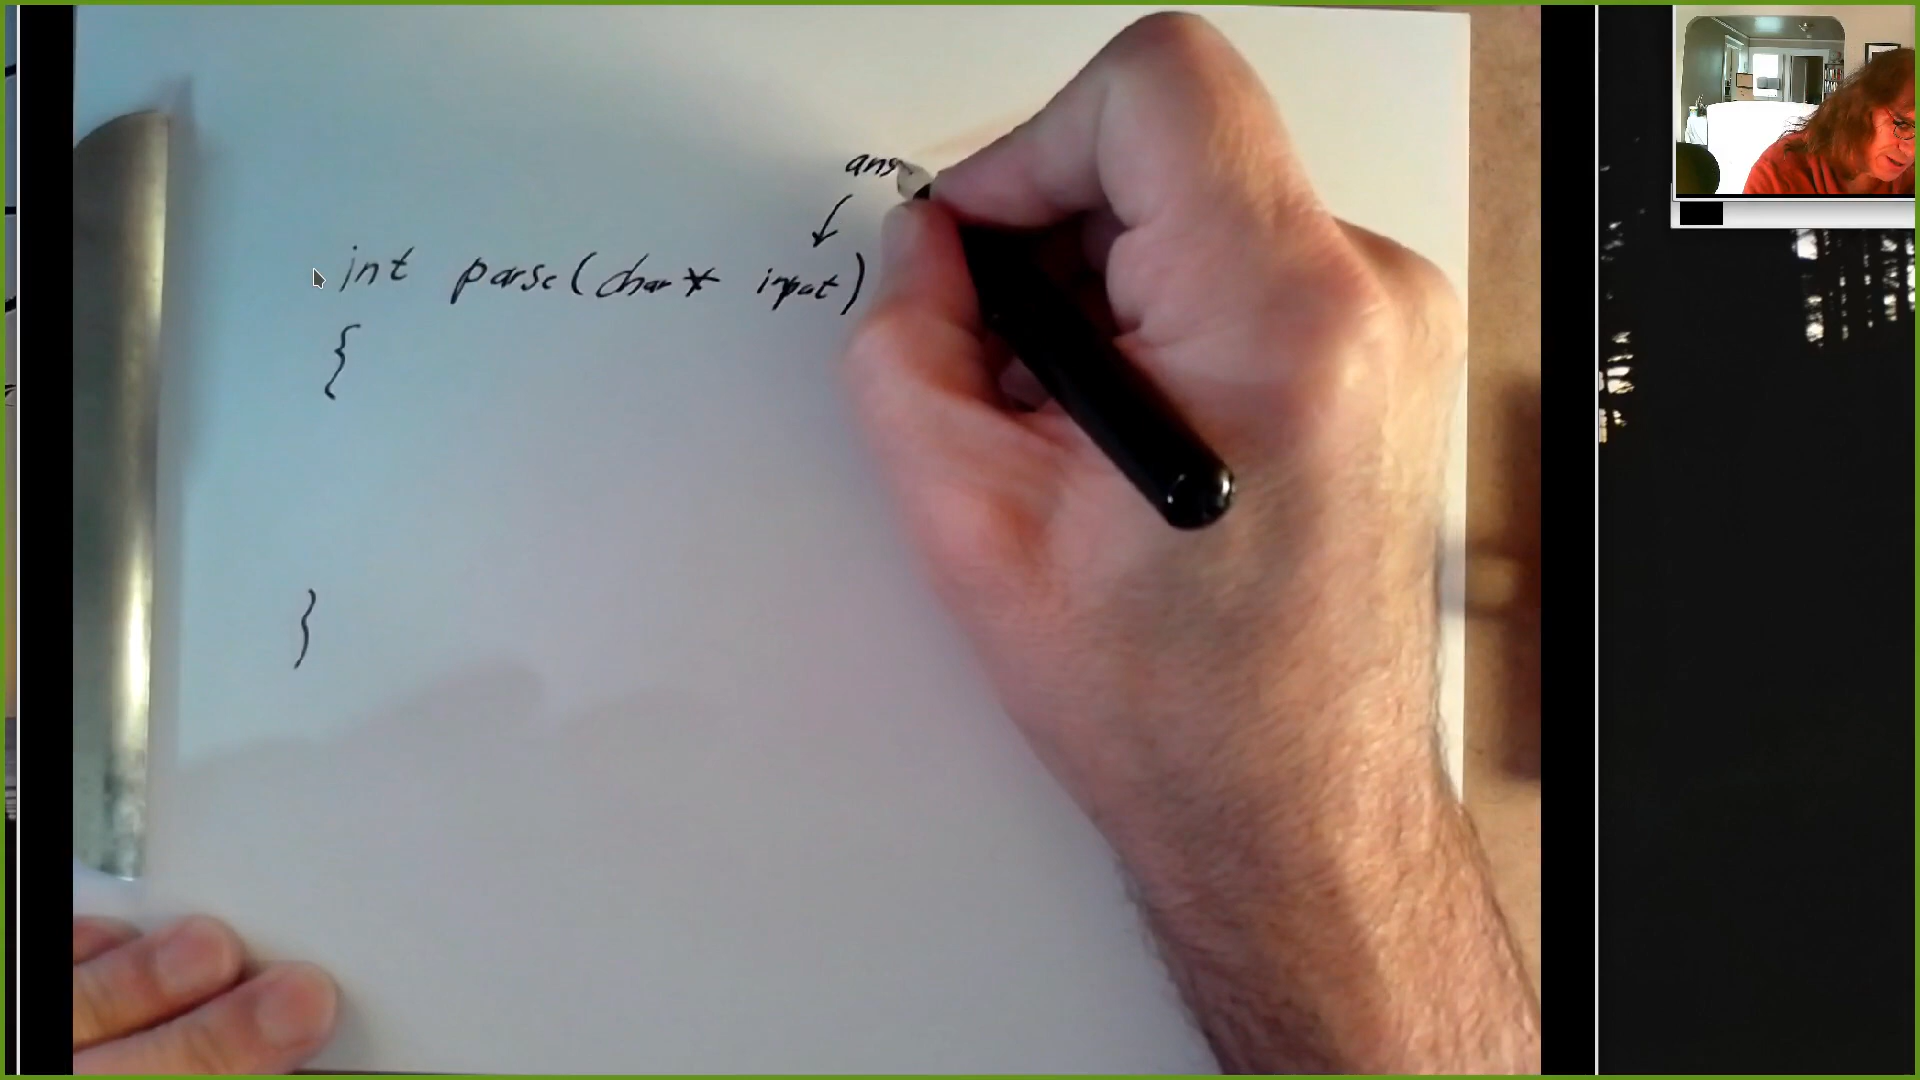 ans
int parse(char* input)
{
}